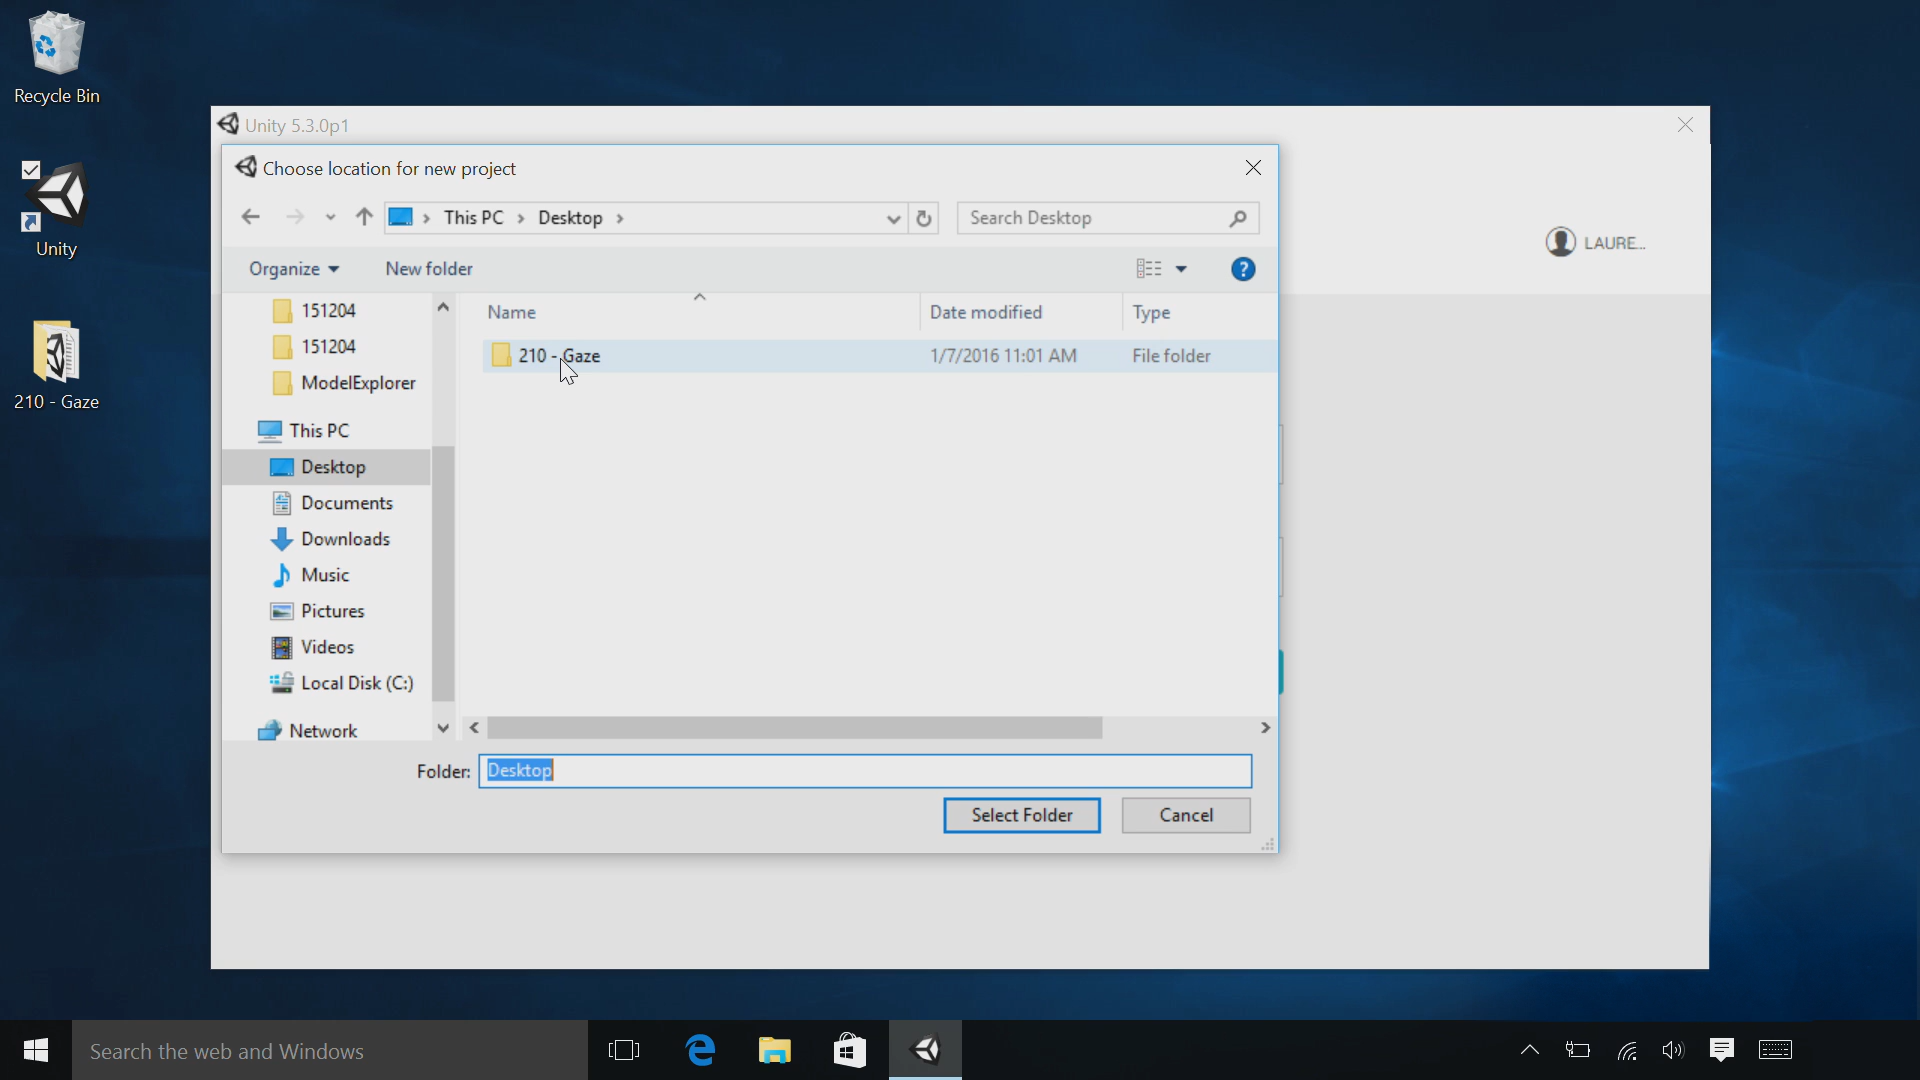 Recycle Bin
Unity
210 - Gaze
Unity 5.3.0p1
LAURE...
Choose location for new project
This PC
Desktop
Search Desktop
Organize
New folder
?
151204
151204
ModelExplorer
This PC
Desktop
Documents
Downloads
Music
Pictures
Videos
Local Disk (C:)
Network
Name
Date modified
Type
210 - Gaze
1/7/2016 11:01 AM
File folder
Folder:
Desktop
Select Folder
Cancel
Search the web and Windows